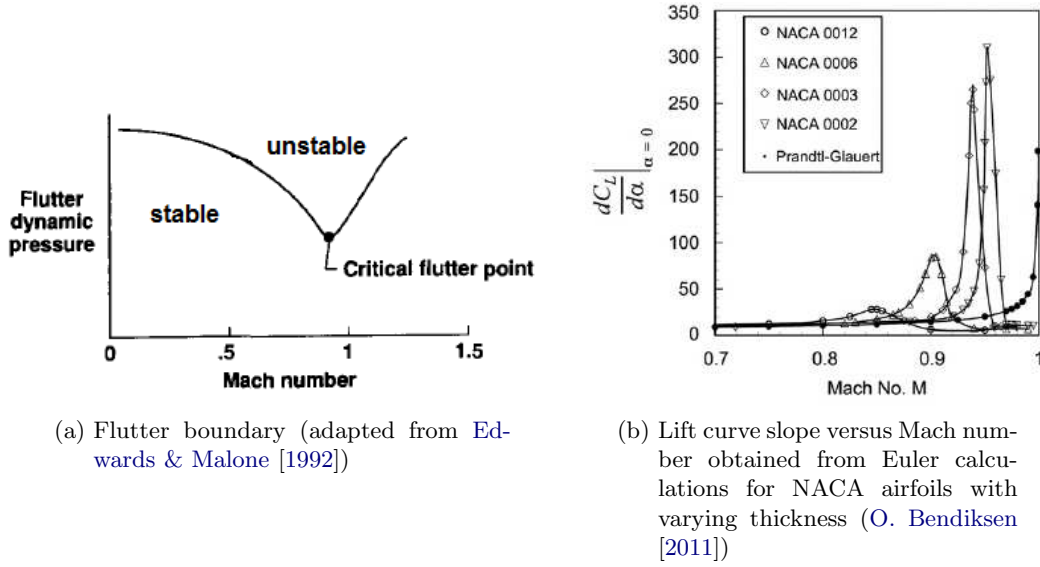 unstable
stable
Flutter
dynamic
pressure
Critical flutter point
0
.5
1
1.5
Mach number
(a) Flutter boundary (adapted from Ed-
wards & Malone [1992])
350
300
250
200
150
100
50
0
dC_L
dα
α = 0
NACA 0012
NACA 0006
NACA 0003
NACA 0002
Prandtl-Glauert
0.7
0.8
0.9
1
Mach No. M
(b) Lift curve slope versus Mach num-
ber obtained from Euler calcu-
lations for NACA airfoils with
varying thickness (O. Bendiksen
[2011])